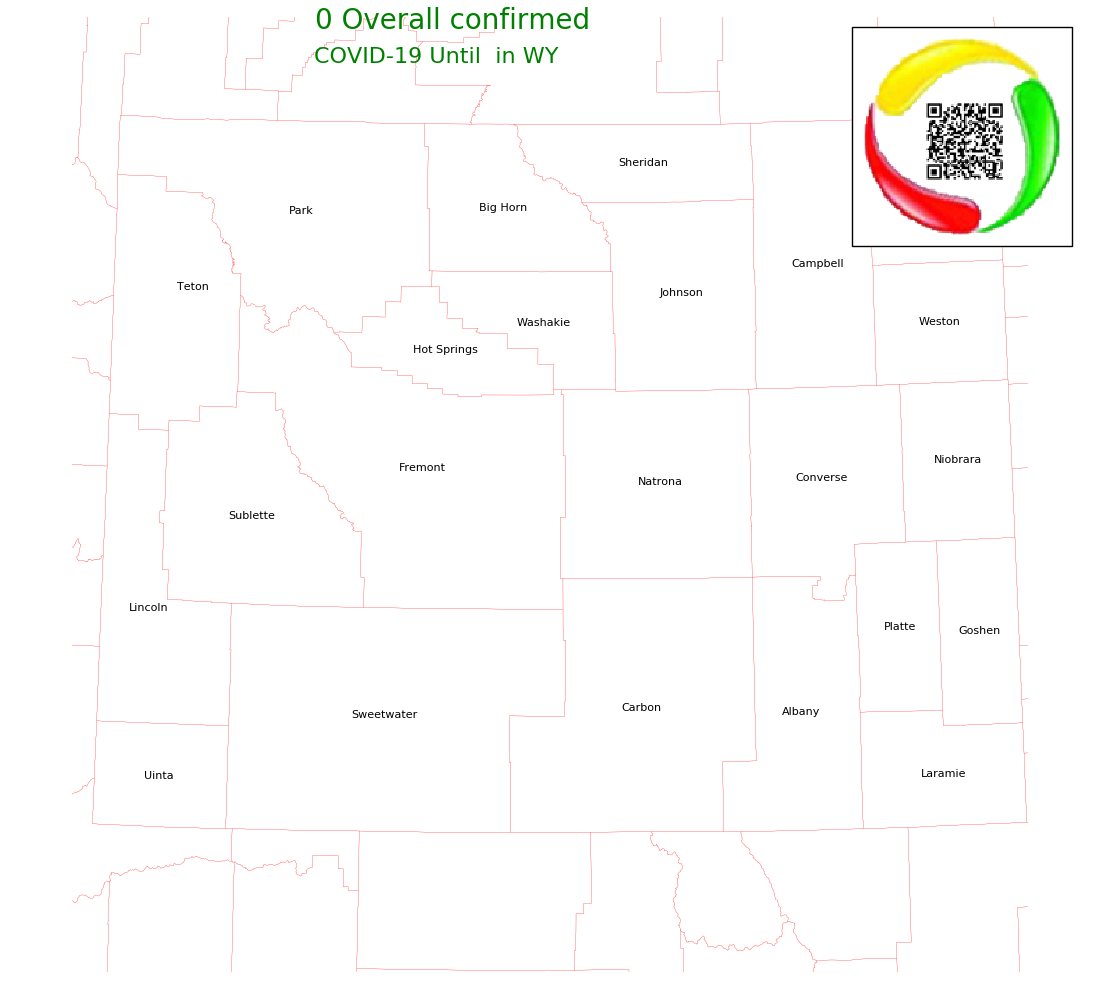 0 Overall confirmed
COVID-19 Until  in WY
Sheridan
Park
Big Horn
Campbell
Teton
Johnson
Washakie
Weston
Hot Springs
Fremont
Niobrara
Converse
Natrona
Sublette
Lincoln
Platte
Goshen
Carbon
Albany
Sweetwater
Laramie
Uinta